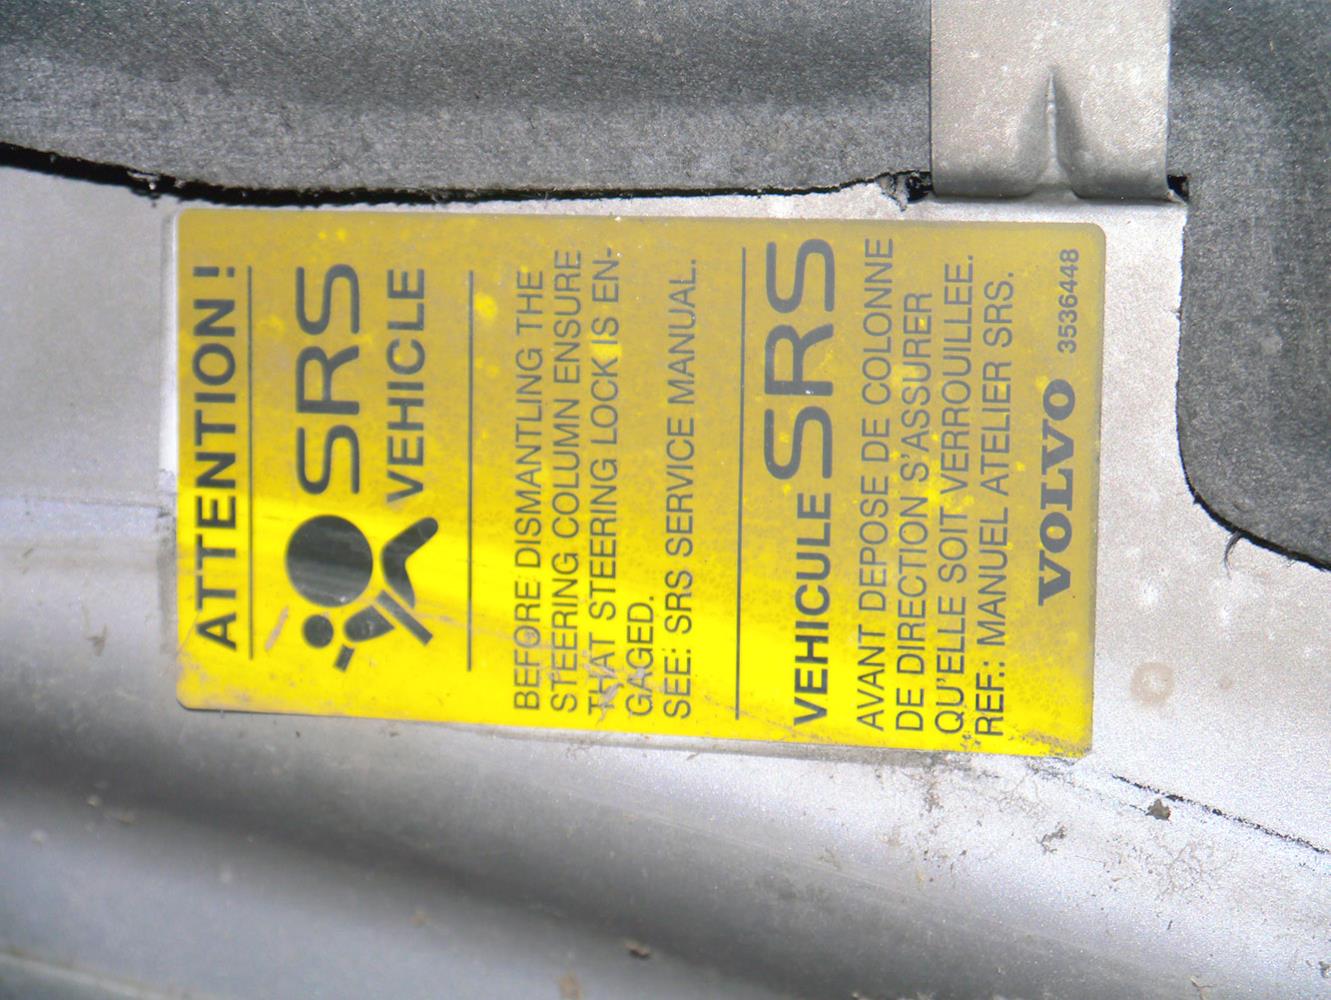 ATTENTION !
SRS
VEHICLE
BEFORE DISMANTLING THE
STEERING COLUMN ENSURE
THAT STEERING LOCK IS EN-
GAGED.
SEE: SRS SERVICE MANUAL.
VEHICULE SRS
AVANT DEPOSE DE COLONNE
DE DIRECTION S'ASSURER
QU'ELLE SOIT VERROUILLEE.
REF.: MANUEL ATELIER SRS.
VOLVO 3536448